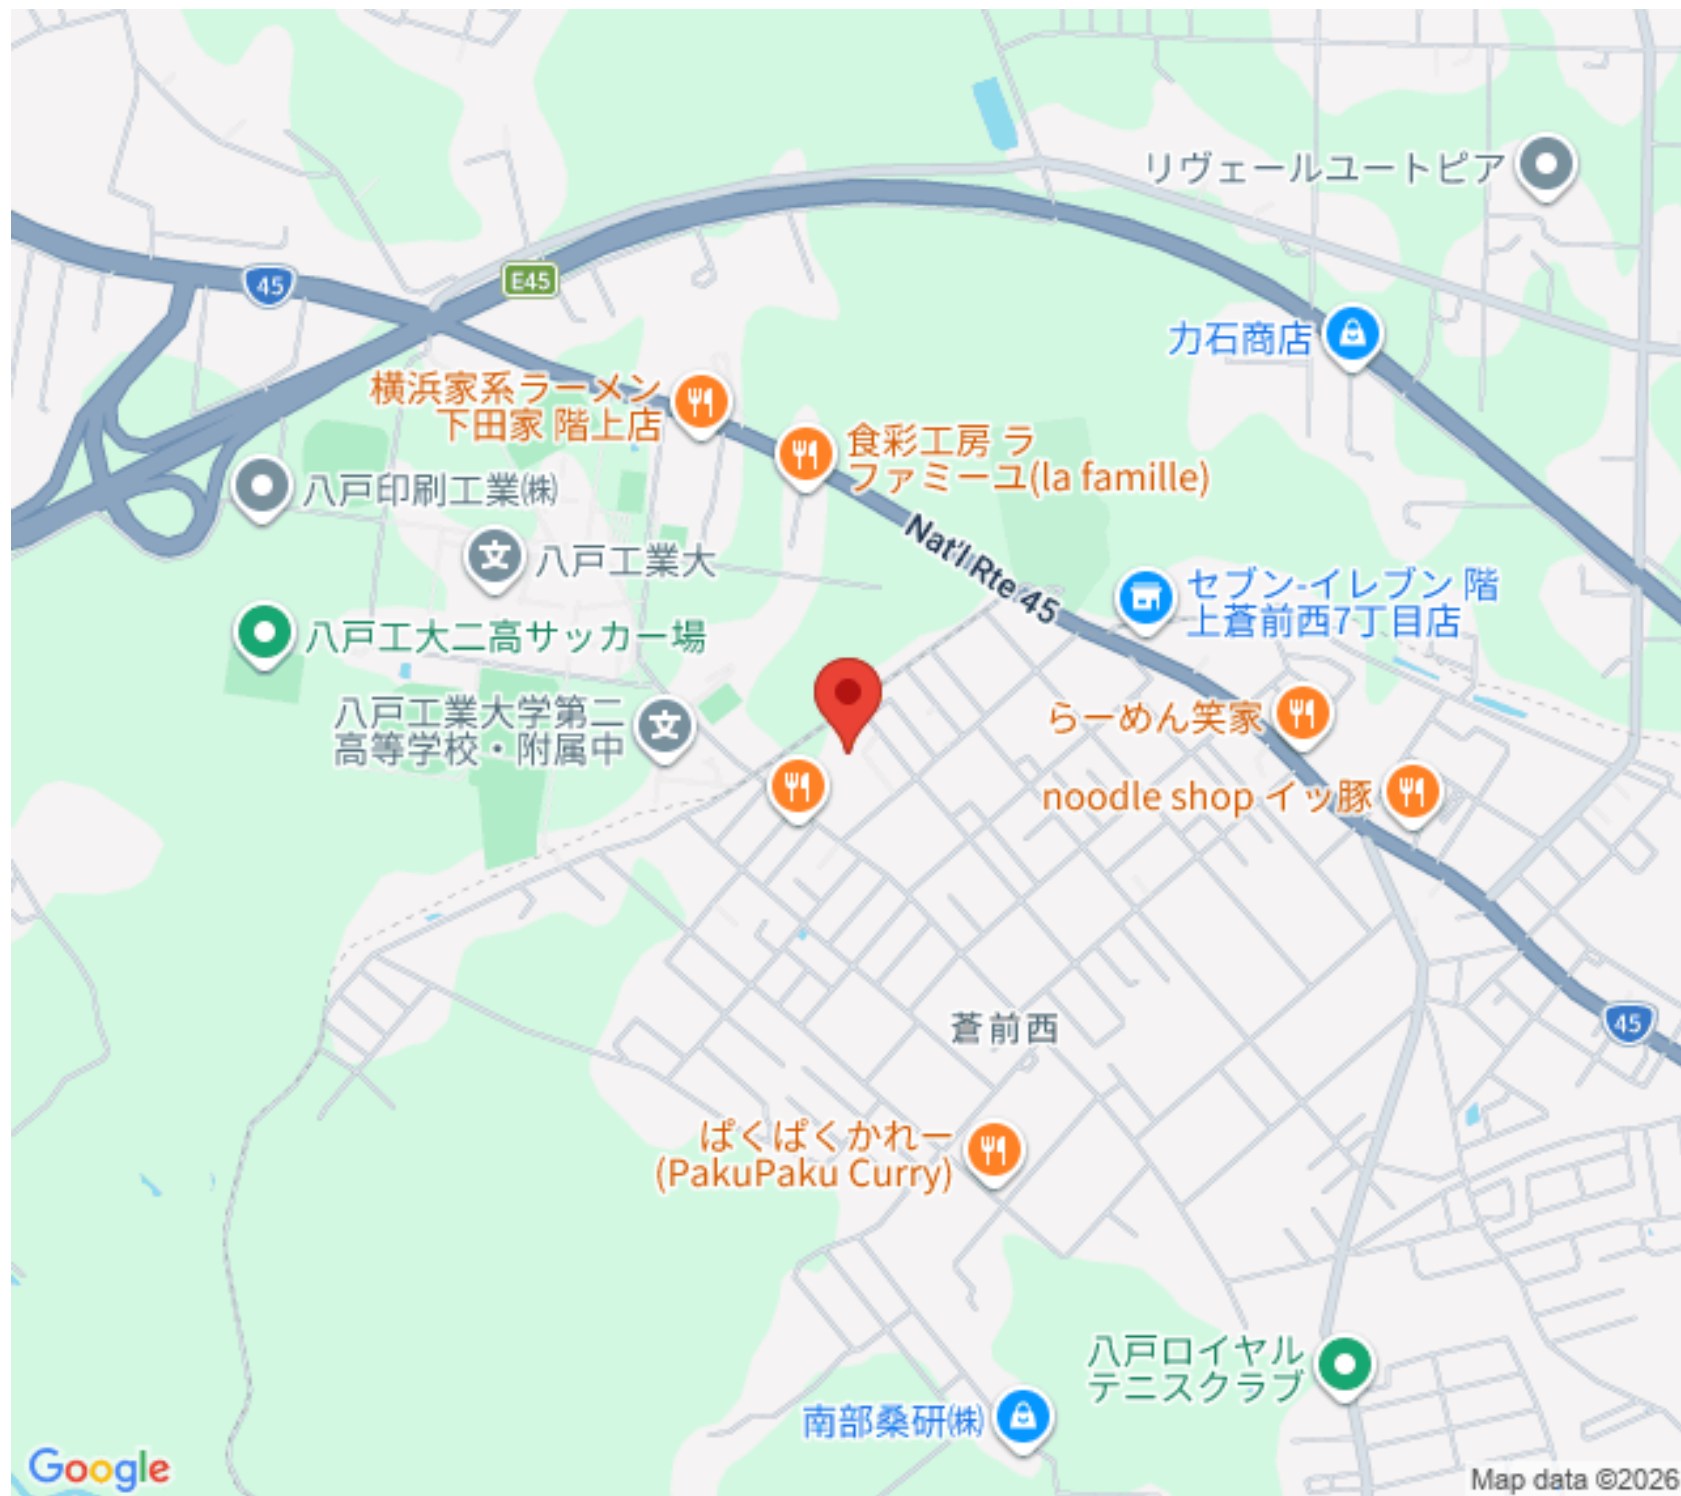 リヴェールユートピア
45
E45
力石商店
横浜家系ラーメン
下田家 階上店
食彩工房 ラ
ファミーユ(la famille)
八戸印刷工業㈱
Nat'l Rte 45
八戸工業大
セブン-イレブン 階
上蒼前西7丁目店
八戸工大二高サッカー場
八戸工業大学第二
高等学校・附属中
らーめん笑家
noodle shop イッ豚
蒼前西
45
ぱくぱくかれー
(PakuPaku Curry)
八戸ロイヤル
テニスクラブ
南部桑研㈱
Google
Map data ©2026